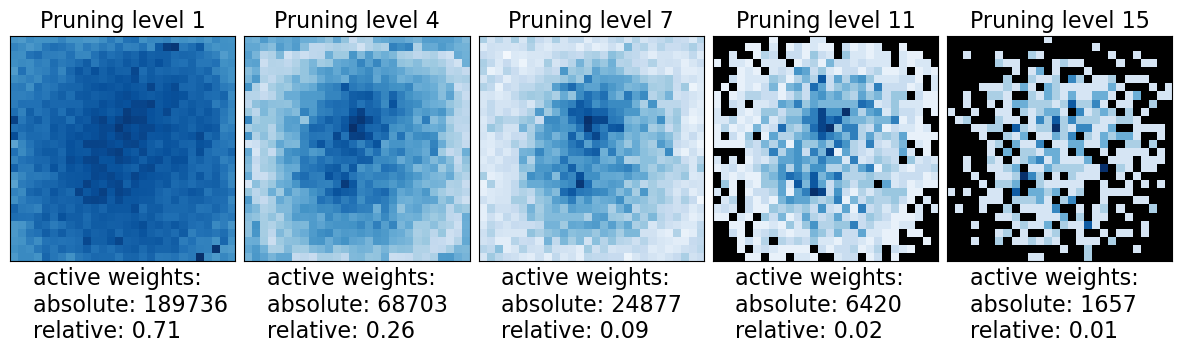 Pruning level 1
Pruning level 4
Pruning level 7
Pruning level 11
Pruning level 15
active weights:
absolute: 189736
relative: 0.71
active weights:
absolute: 68703
relative: 0.26
active weights:
absolute: 24877
relative: 0.09
active weights:
absolute: 6420
relative: 0.02
active weights:
absolute: 1657
relative: 0.01